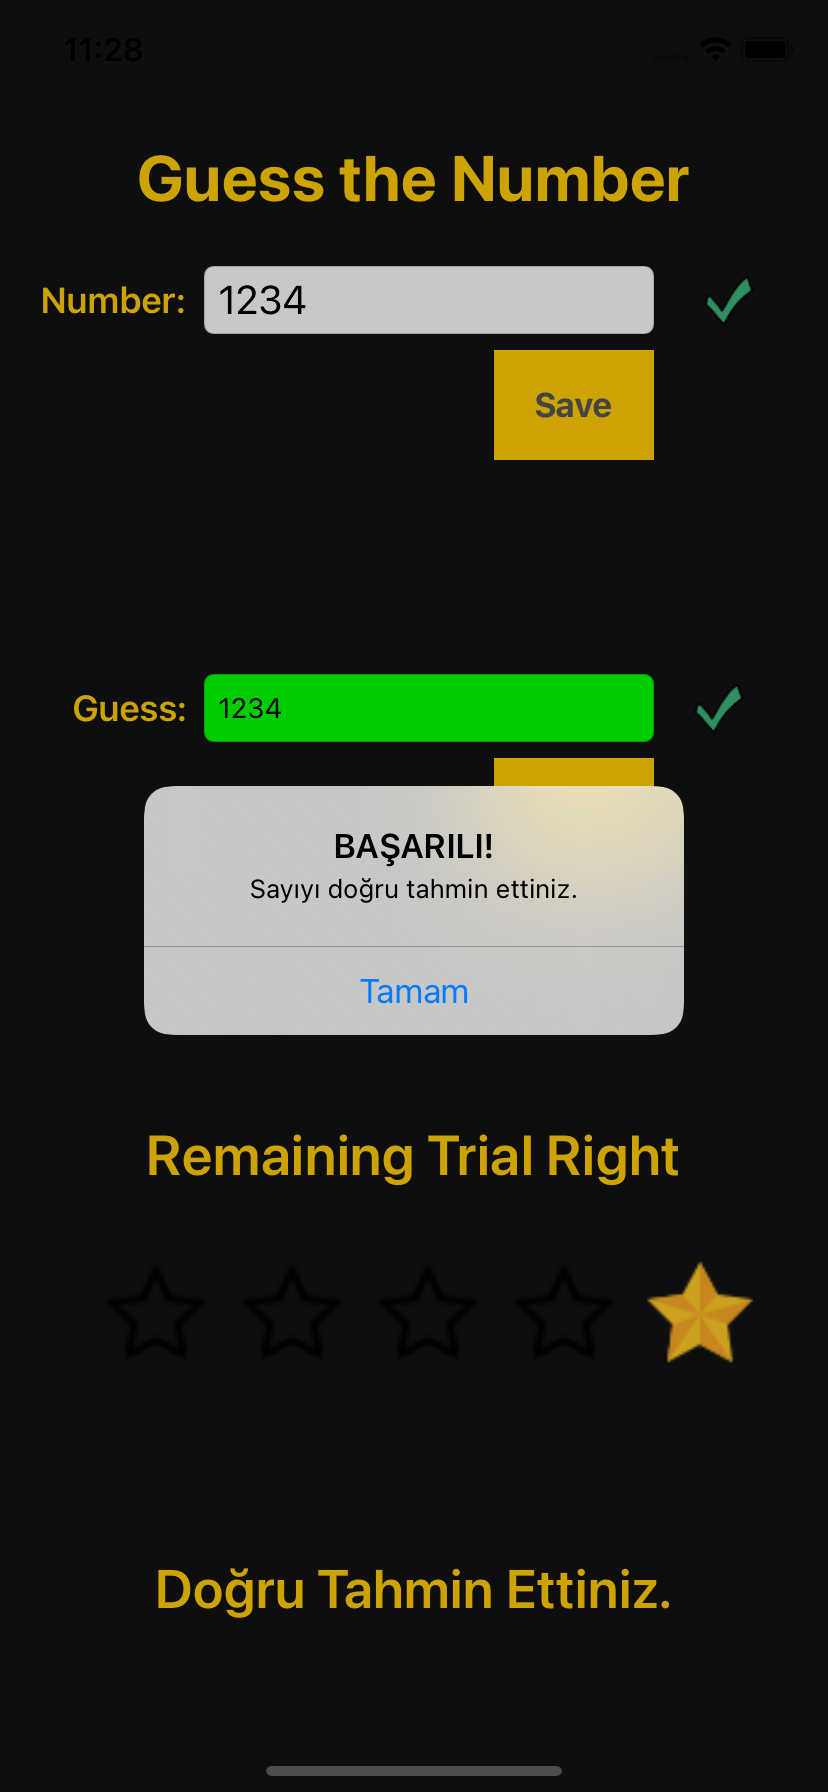 11:28
Guess the Number
Number: 1234
Save
Guess: 1234
BAŞARILI!
Sayıyı doğru tahmin ettiniz.
Tamam
Remaining Trial Right
Doğru Tahmin Ettiniz.